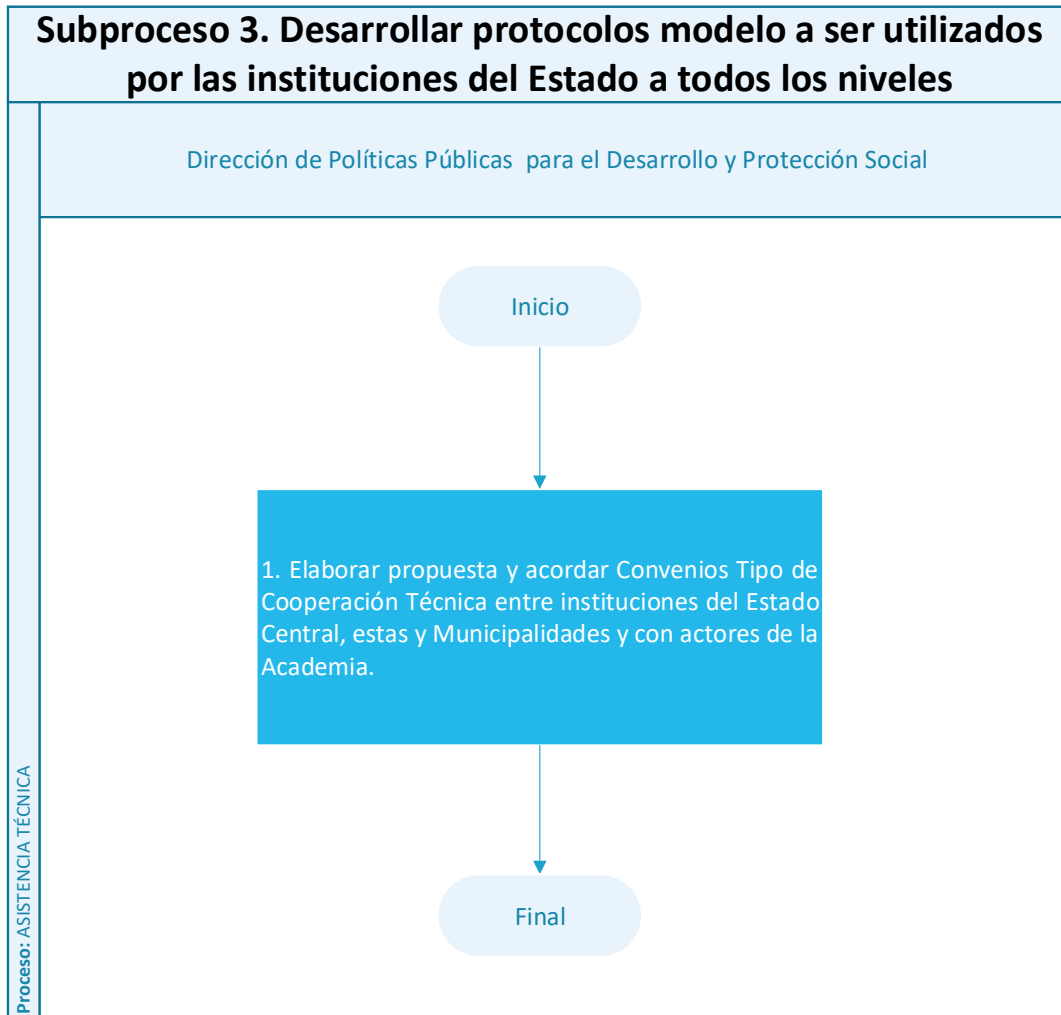 Subproceso 3. Desarrollar protocolos modelo a ser utilizados
por las instituciones del Estado a todos los niveles
Dirección de Políticas Públicas  para el Desarrollo y Protección Social
Inicio
1. Elaborar propuesta y acordar Convenios Tipo de
Cooperación Técnica entre instituciones del Estado
Central, estas y Municipalidades y con actores de la
Academia.
Final
Proceso: ASISTENCIA TÉCNICA